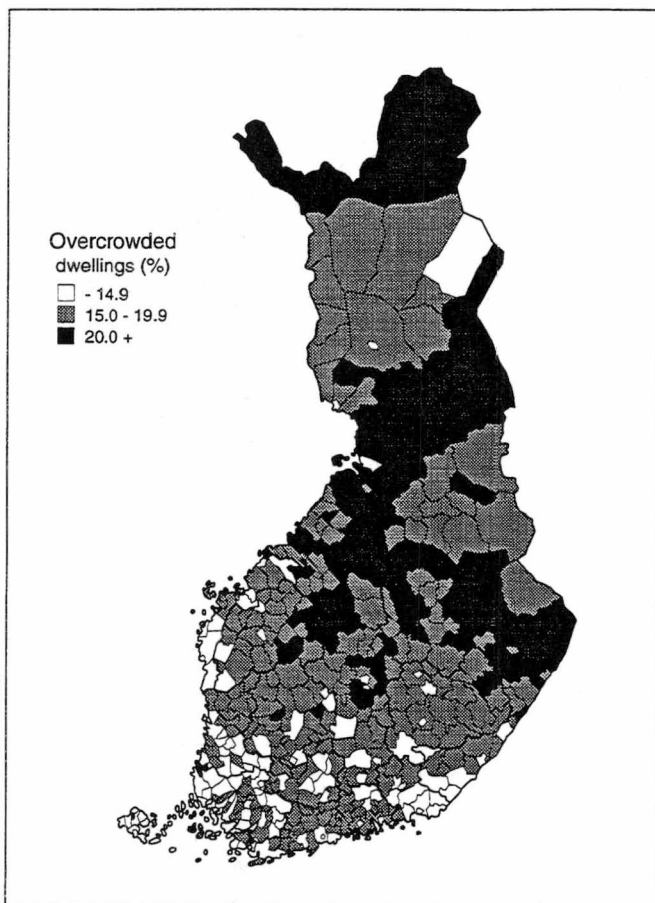 Overcrowded
dwellings (%)
- 14.9
15.0 - 19.9
20.0 +